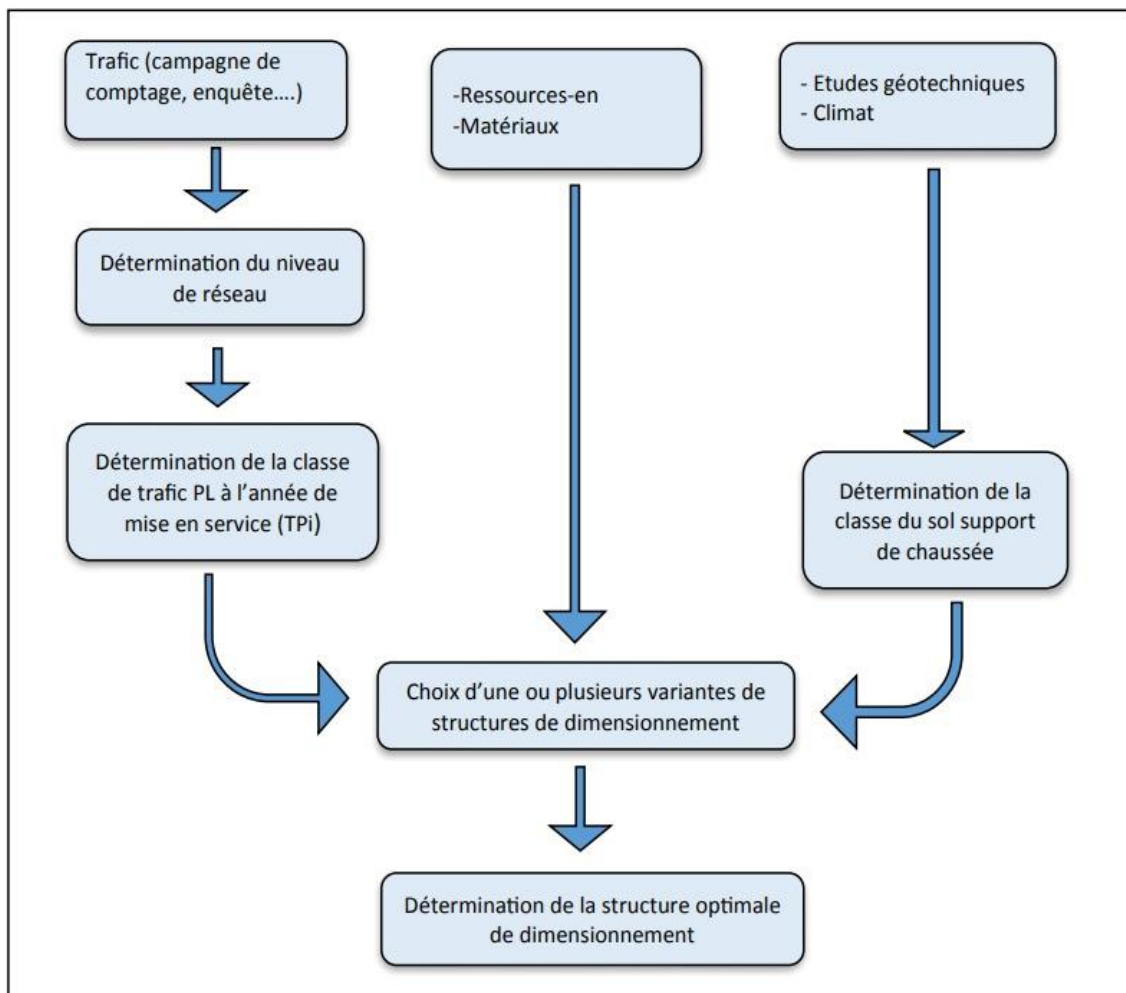 Trafic (campagne de
comptage, enquête….)
-Ressources-en
-Matériaux
- Etudes géotechniques
- Climat
Détermination du niveau
de réseau
Détermination de la classe
de trafic PL à l’année de
mise en service (TPi)
Détermination de la
classe du sol support
de chaussée
Choix d’une ou plusieurs variantes de
structures de dimensionnement
Détermination de la structure optimale
de dimensionnement